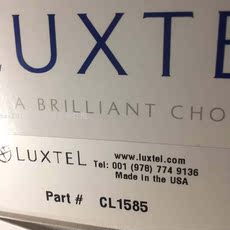 LUXTE
A BRILLIANT CHO
LUXTEL
www.luxtel.com
Tel: 001 (978) 774 9136
Made in the USA
Part # CL1585